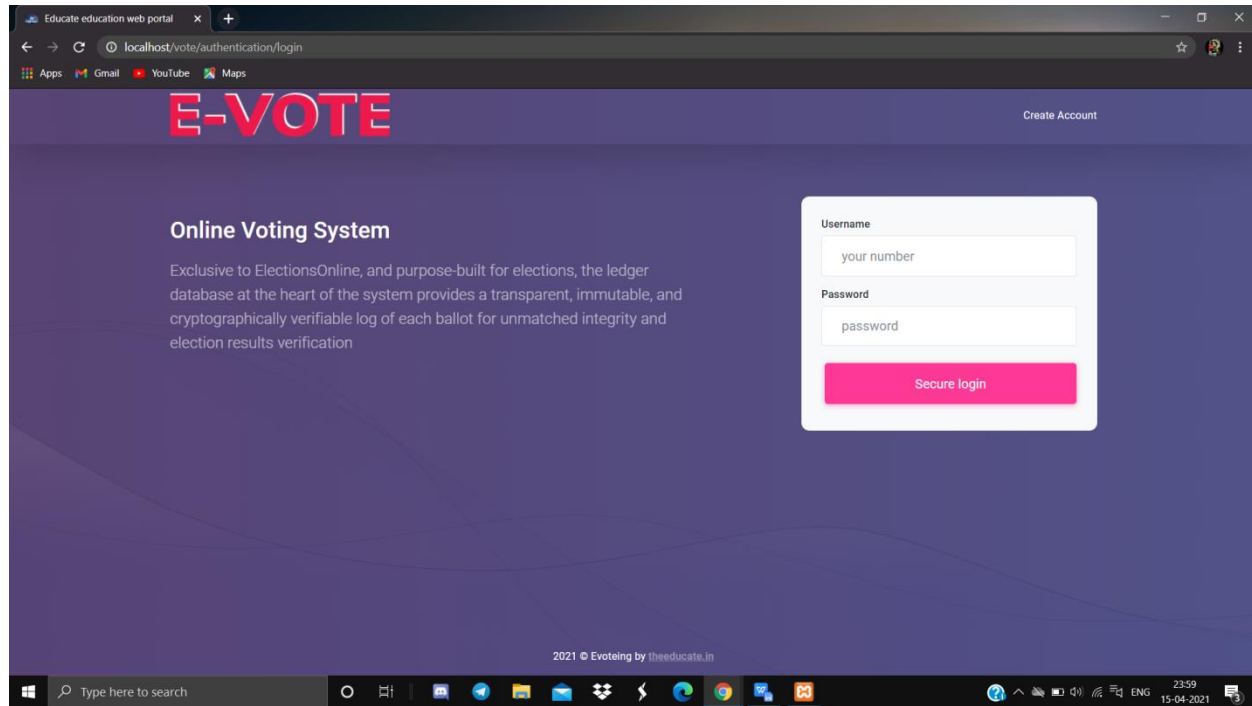 Educate education web portal
localhost/vote/authentication/login
Apps Gmail YouTube Maps
E-VOTE
Create Account
Online Voting System
Exclusive to ElectionsOnline, and purpose-built for elections, the ledger
database at the heart of the system provides a transparent, immutable, and
cryptographically verifiable log of each ballot for unmatched integrity and
election results verification
Username
your number
Password
password
Secure login
2021 © Evoteing by theeducate.in
Type here to search
ENG
23:59
15-04-2021
3